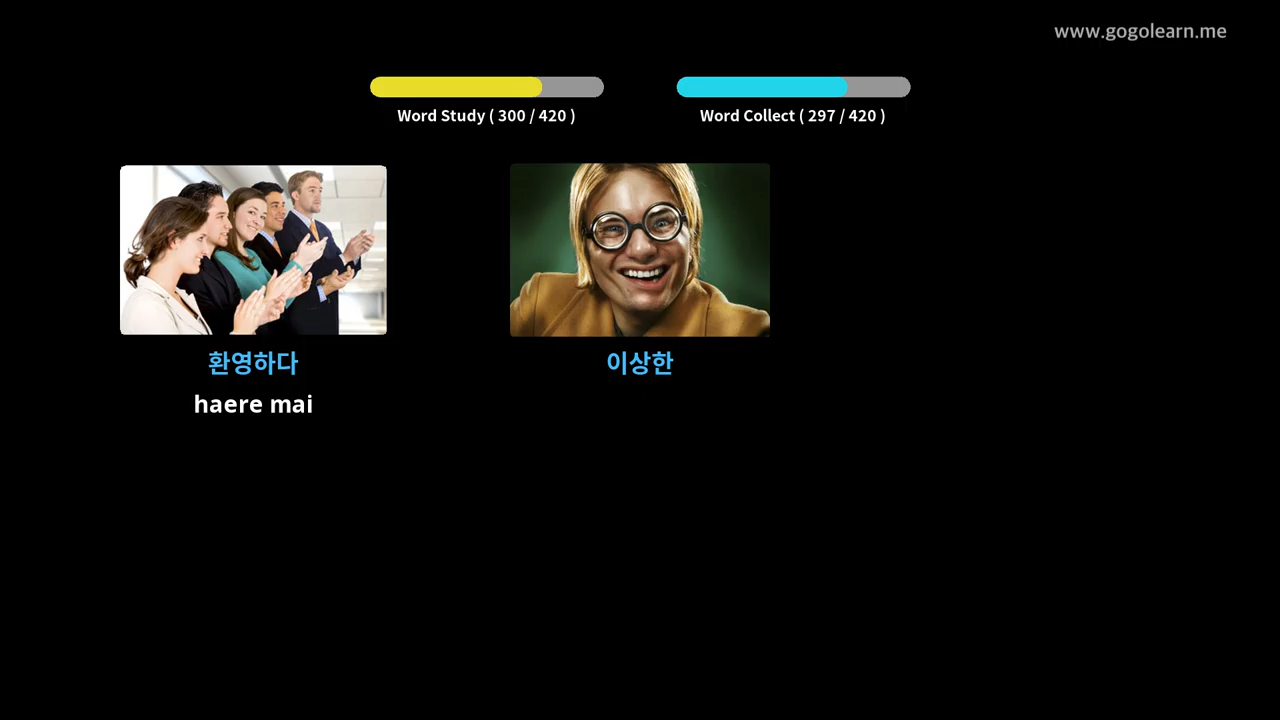 www.gogolearn.me
Word Study ( 300 / 420 )
Word Collect ( 297 / 420 )
환영하다
haere mai
이상한